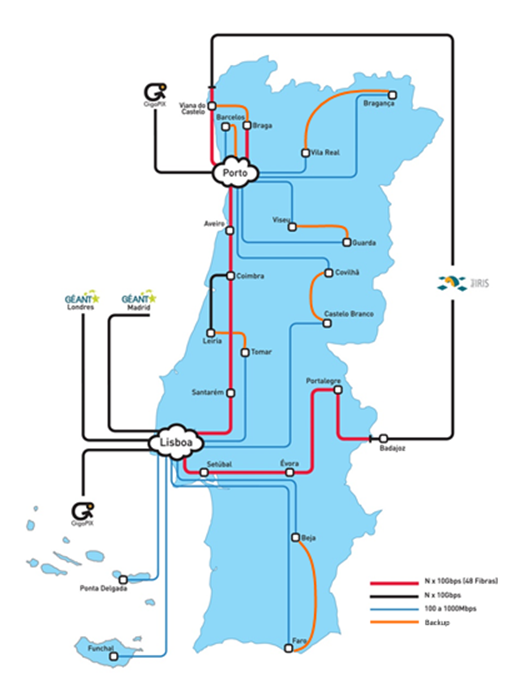 GigaPIX
Viana do
Castelo
Barcelos
Braga
Bragança
Vila Real
Porto
Aveiro
Viseu
Guarda
Coimbra
Covilhã
IRIS
GÉANT
Londres
GÉANT
Madrid
Castelo Branco
Leiria
Tomar
Santarém
Portalegre
Lisboa
Badajoz
Setúbal
Évora
GigaPIX
Beja
Ponta Delgada
Faro
Funchal
N x 10Gbps (48 Fibras)
N x 10Gbps
100 a 1000Mbps
Backup